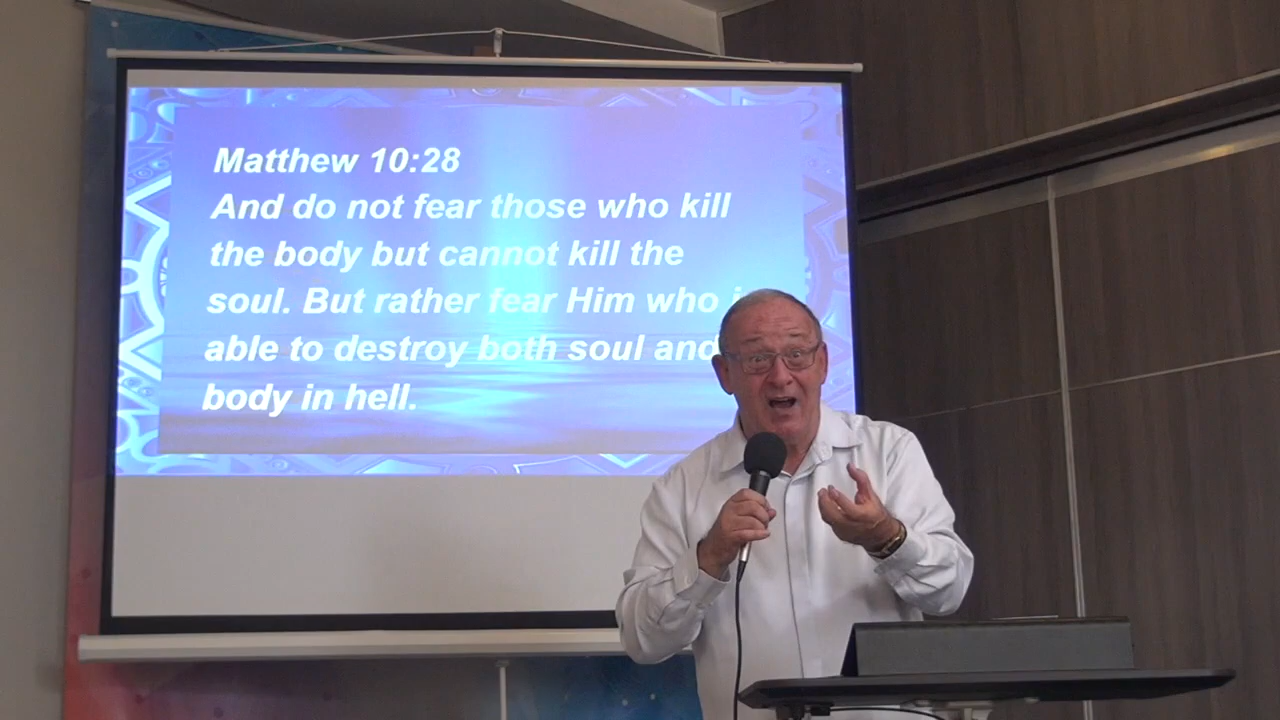 Matthew 10:28
And do not fear those who kill
the body but cannot kill the
soul. But rather fear Him who
able to destroy both soul and
body in hell.